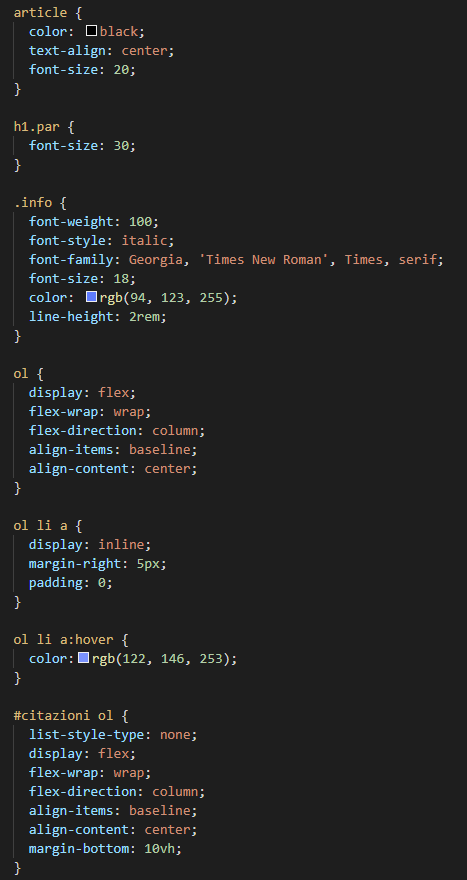 article {
color: black;
text-align: center;
font-size: 20;
}
h1.par {
font-size: 30;
}
.info {
font-weight: 100;
font-style: italic;
font-family: Georgia, 'Times New Roman', Times, serif;
font-size: 18;
color: rgb(94, 123, 255);
line-height: 2rem;
}
ol {
display: flex;
flex-wrap: wrap;
flex-direction: column;
align-items: baseline;
align-content: center;
}
ol li a {
display: inline;
margin-right: 5px;
padding: 0;
}
ol li a:hover {
color:rgb(122, 146, 253);
}
#citazioni ol {
list-style-type: none;
display: flex;
flex-wrap: wrap;
flex-direction: column;
align-items: baseline;
align-content: center;
margin-bottom: 10vh;
}